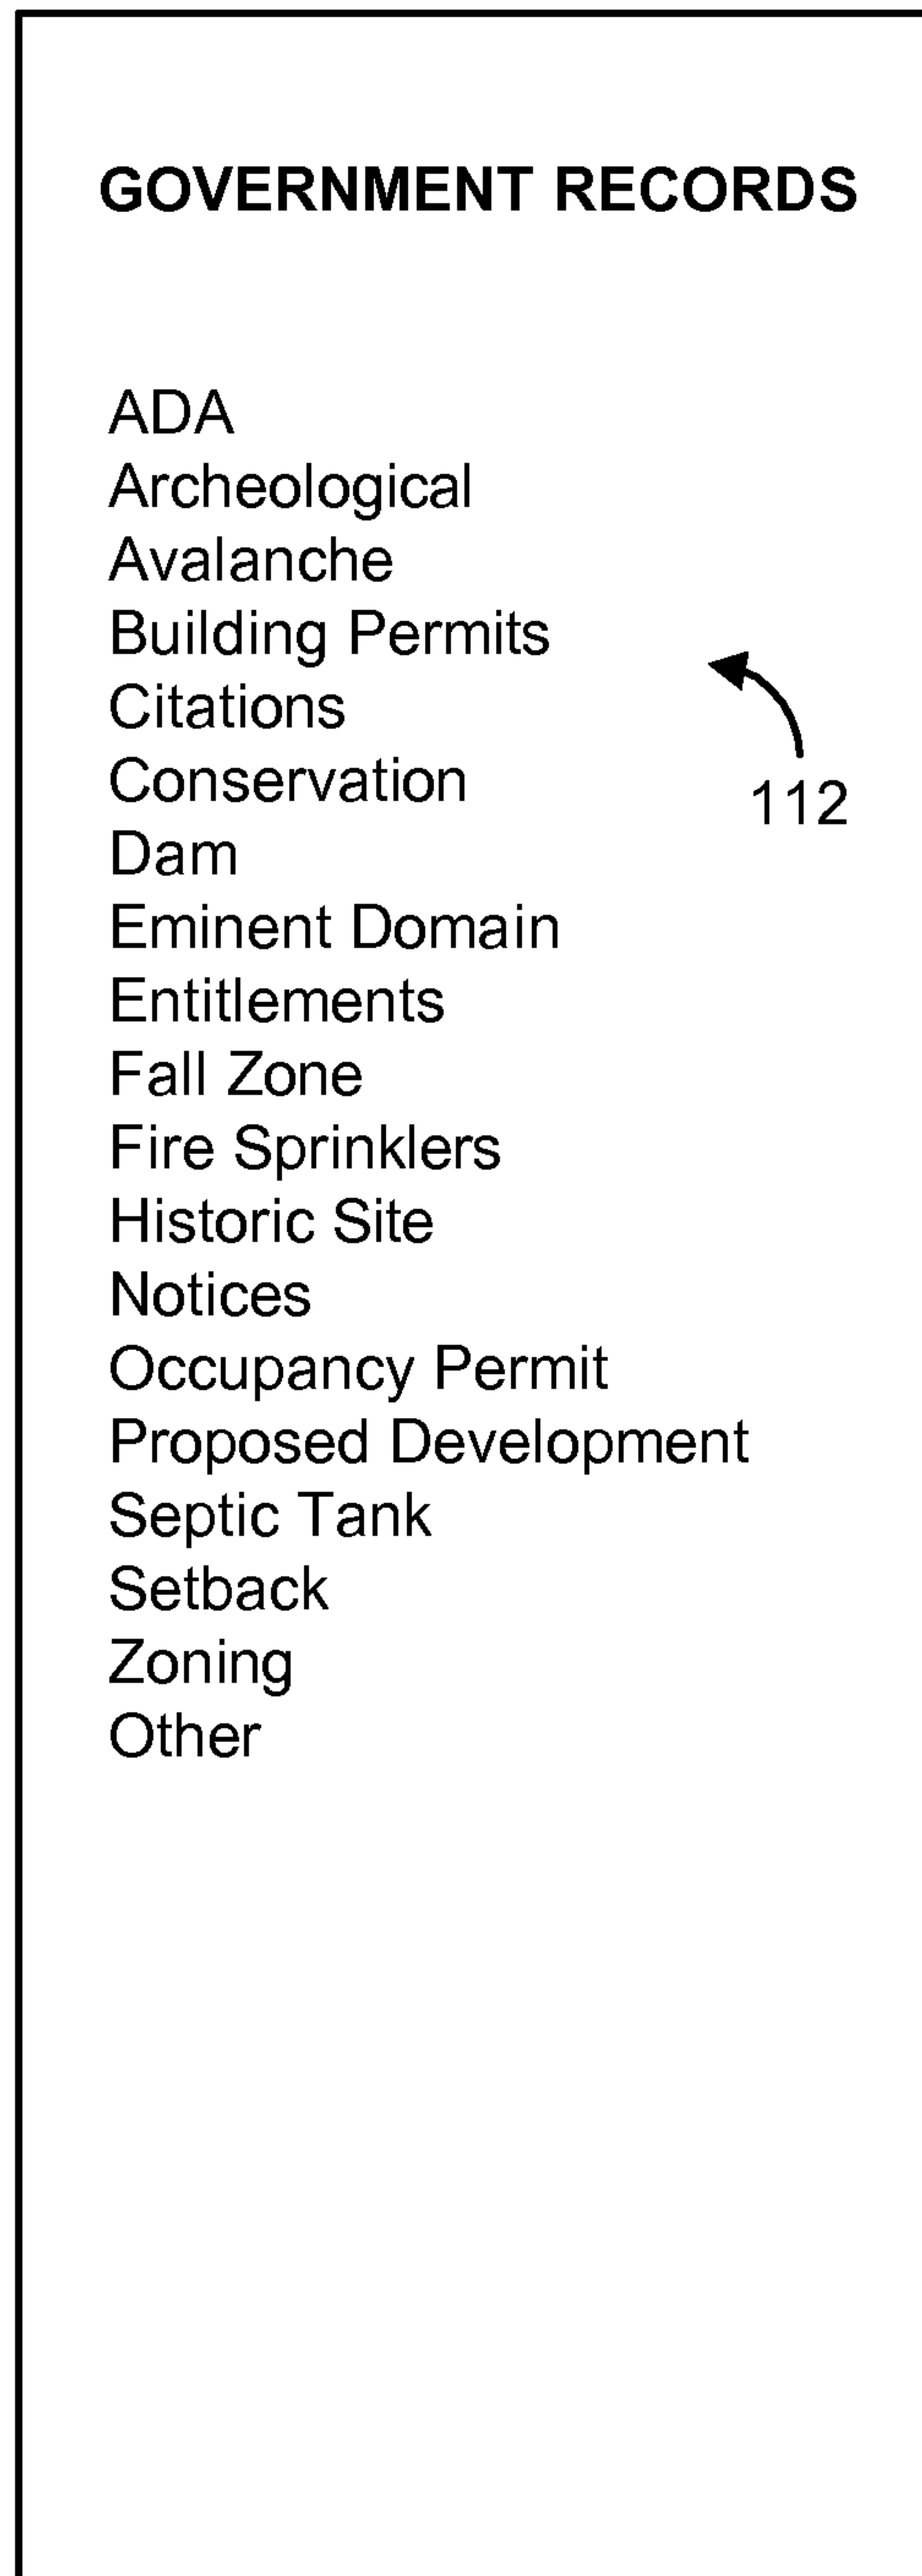 GOVERNMENT RECORDS
ADA
Archeological
Avalanche
Building Permits
Citations
Conservation
112
Dam
Eminent Domain
Entitlements
Fall Zone
Fire Sprinklers
Historic Site
Notices
Occupancy Permit
Proposed Development
Septic Tank
Setback
Zoning
Other